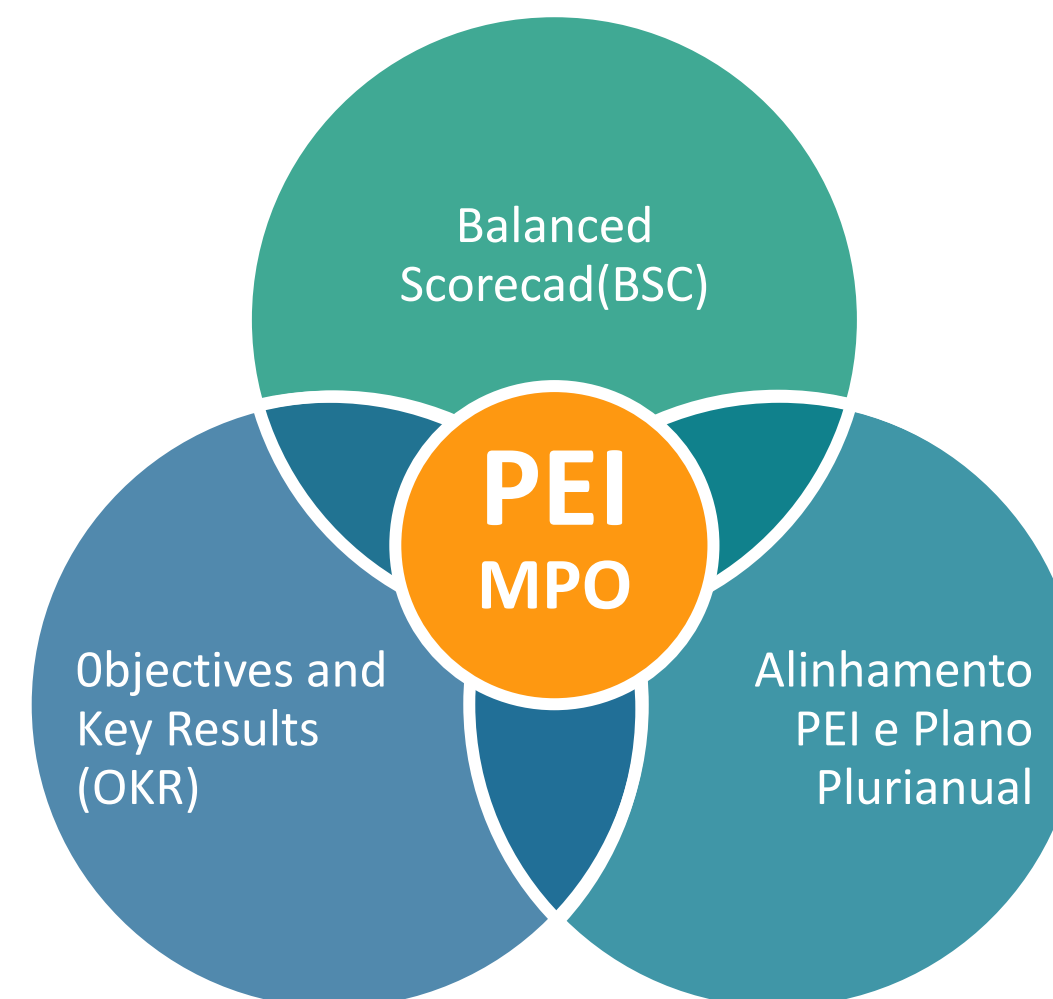 Balanced
Scorecad(BSC)
PEI
MPO
0bjectives and
Key Results
(OKR)
Alinhamento
PEI e Plano
Plurianual